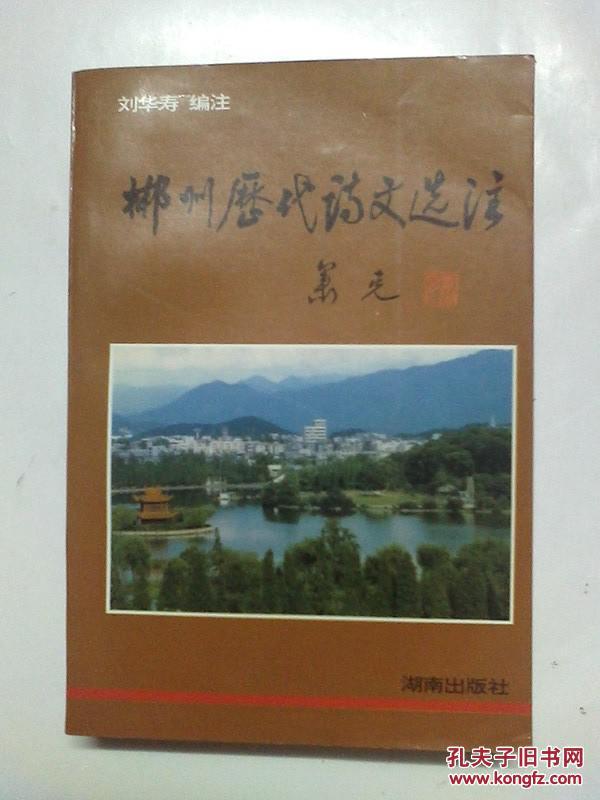 刘华寿 编注
郴州歷代诗文选注
萧克
湖南出版社
孔夫子旧书网
www.kongfz.com